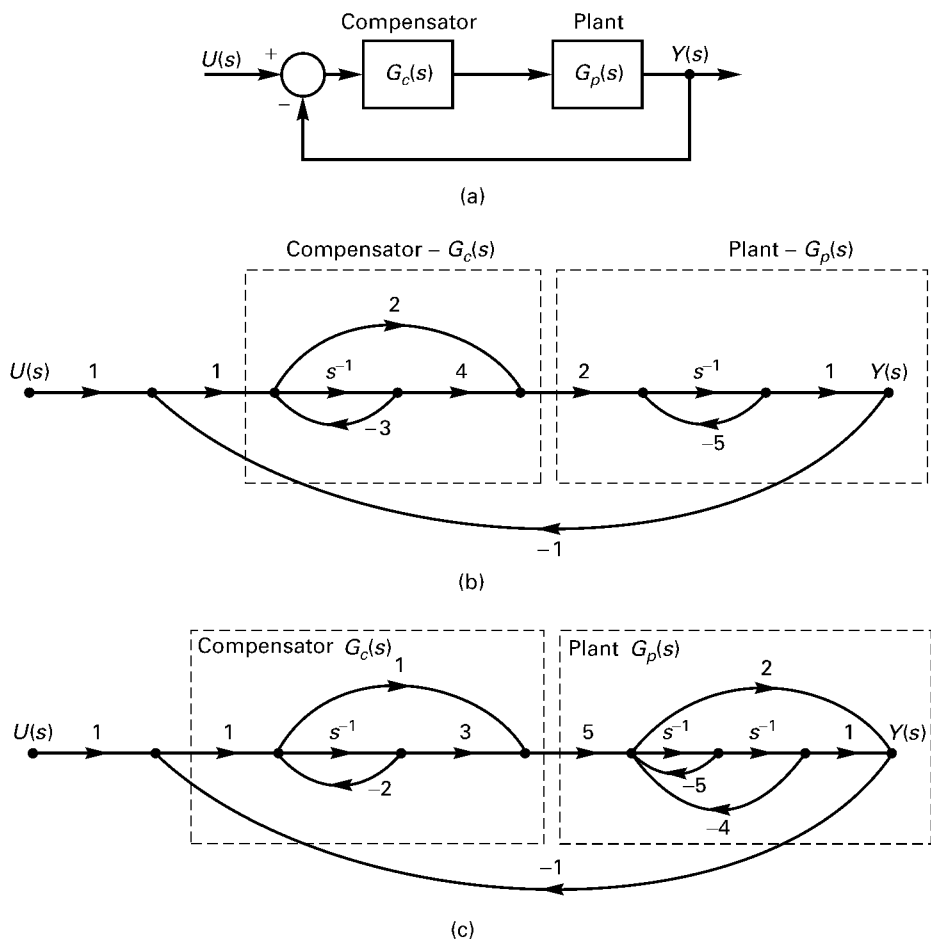 Compensator Plant
U(s) + G_c(s) G_p(s) Y(s)
–
(a)
Compensator – G_c(s) Plant – G_p(s)
2
U(s) 1 1 s⁻¹ 4 2 s⁻¹ 1 Y(s)
–3 –5
–1
(b)
Compensator G_c(s) Plant G_p(s)
1 2
U(s) 1 1 s⁻¹ 3 5 s⁻¹ s⁻¹ 1 Y(s)
–2 –5
–4
–1
(c)